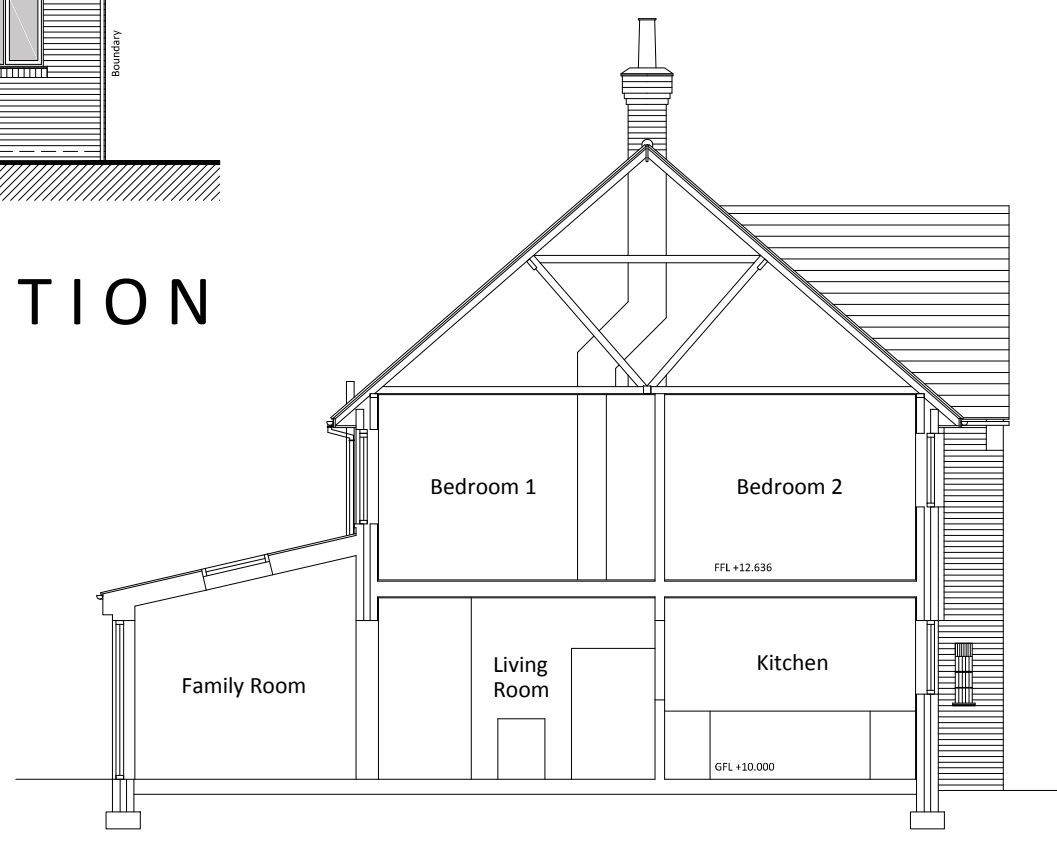 Boundary
TION
Bedroom 1
Bedroom 2
FFL +12.636
Family Room
Living
Room
Kitchen
GFL +10.000